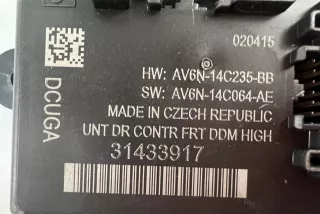 020415
DCUGA
HW: AV6N-14C235-BB
SW: AV6N-14C064-AE
MADE IN CZECH REPUBLIC
UNT DR CONTR FRT DDM HIGH
31433917